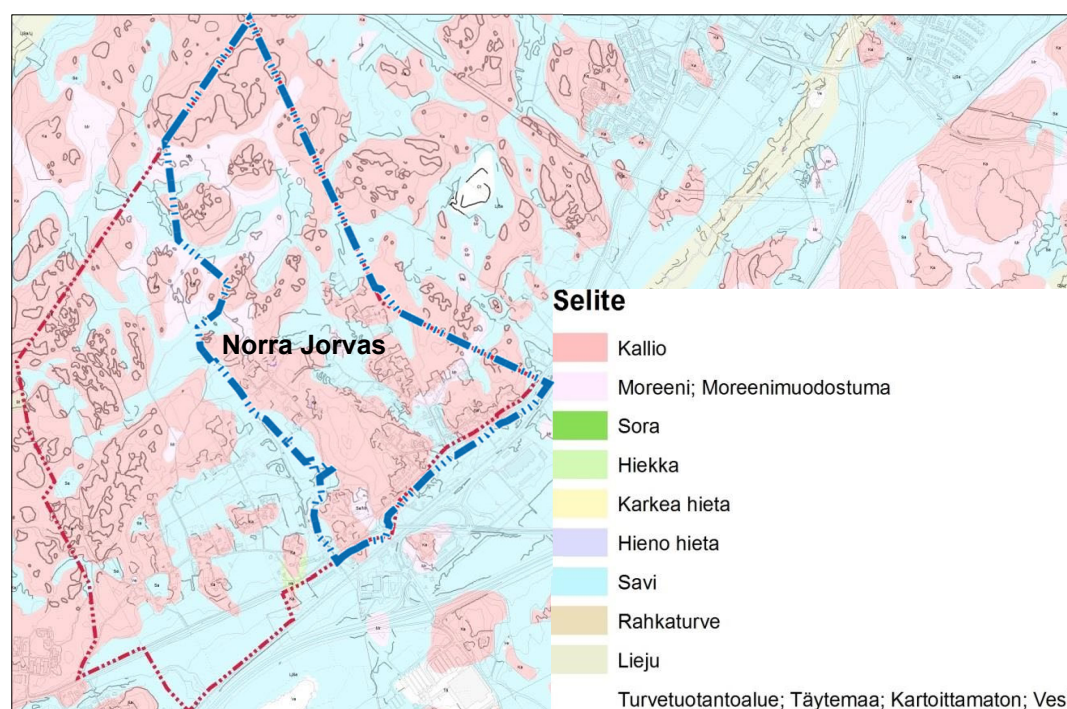 Norra Jorvas
Selite
Kallio
Moreeni; Moreenimuodostuma
Sora
Hiekka
Karkea hieta
Hieno hieta
Savi
Rahkaturve
Lieju
Turvetuotantoalue; Täytemaa; Kartoittamaton; Ves